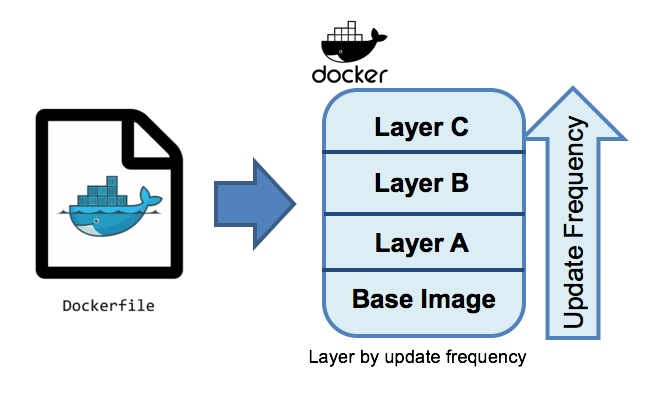 docker
Layer C
Layer B
Layer A
Base Image
Update Frequency
Dockerfile
Layer by update frequency